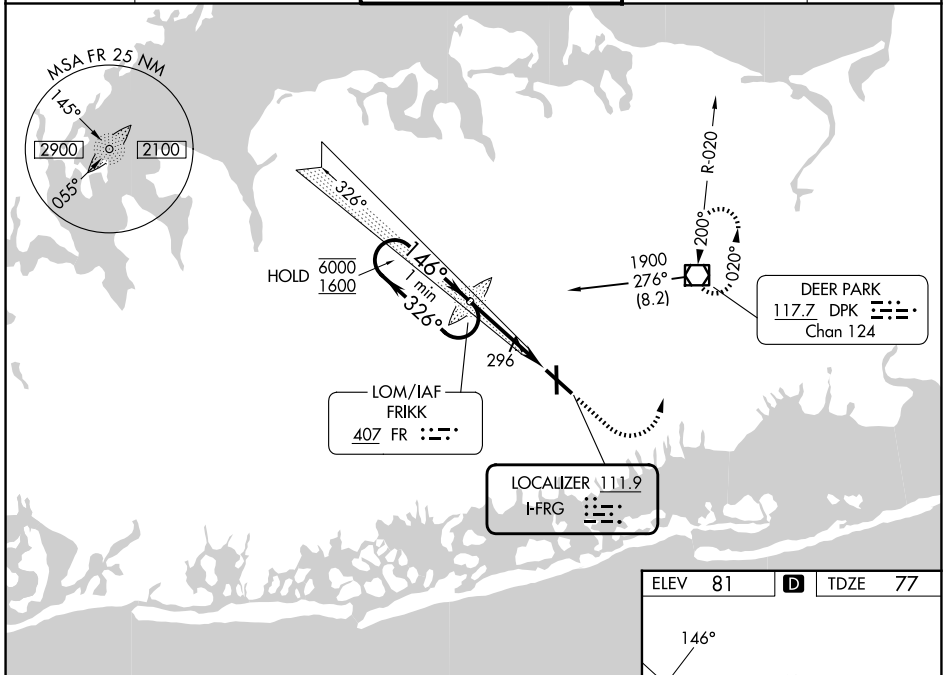 MSA FR 25 NM
145°
2900
2100
055°
326°
146°
1 min
326°
HOLD
6000
1600
296
LOM/IAF
FRIKK
407 FR
LOCALIZER 111.9
I-FRG
R-020
200°
020°
1900
276°
(8.2)
DEER PARK
117.7 DPK
Chan 124
ELEV 81
D
TDZE 77
146°